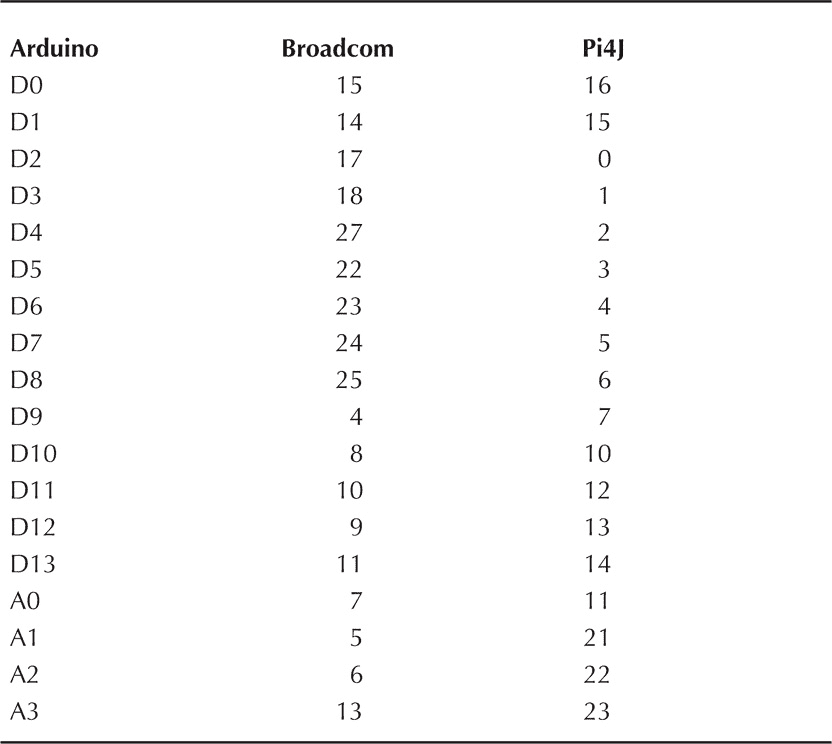 Arduino Broadcom Pi4J
D0 15 16
D1 14 15
D2 17 0
D3 18 1
D4 27 2
D5 22 3
D6 23 4
D7 24 5
D8 25 6
D9 4 7
D10 8 10
D11 10 12
D12 9 13
D13 11 14
A0 7 11
A1 5 21
A2 6 22
A3 13 23